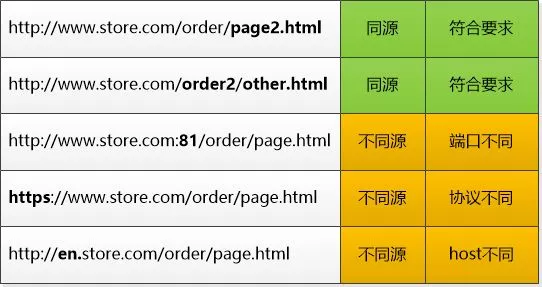 http://www.store.com/order/page2.html 同源 符合要求
http://www.store.com/order2/other.html 同源 符合要求
http://www.store.com:81/order/page.html 不同源 端口不同
https://www.store.com/order/page.html 不同源 协议不同
http://en.store.com/order/page.html 不同源 host不同